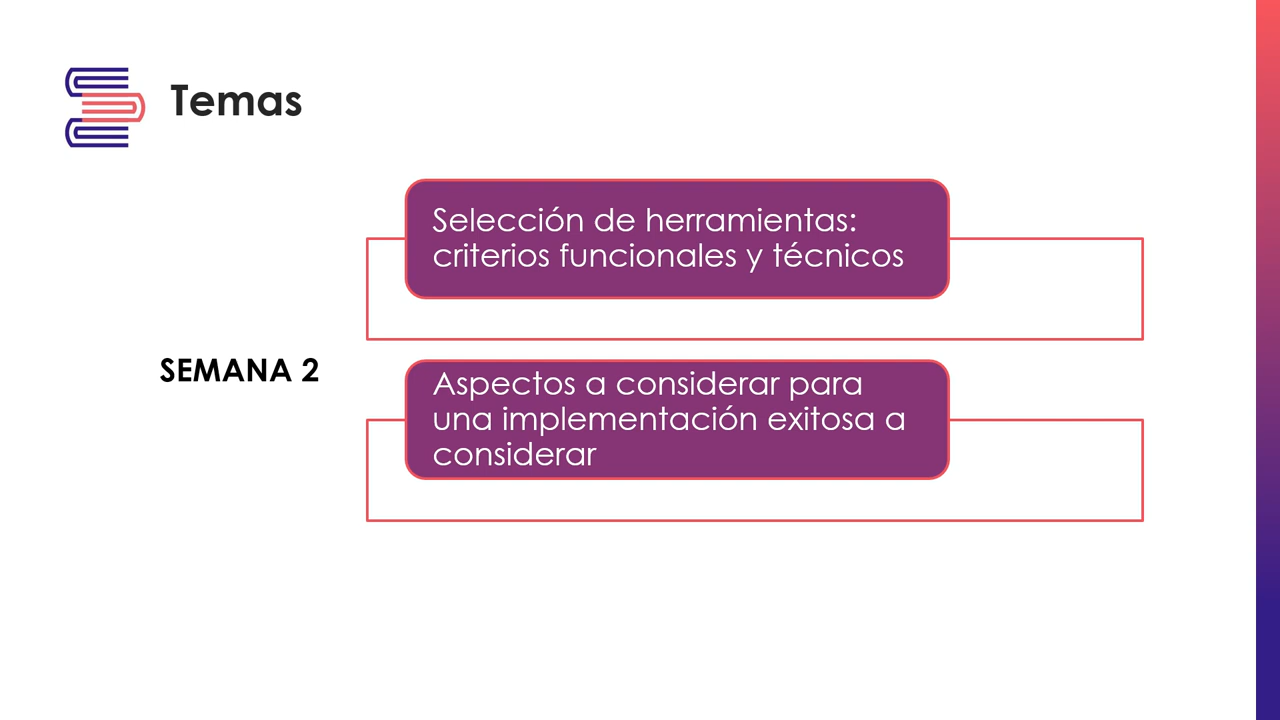 Temas
Selección de herramientas:
criterios funcionales y técnicos
SEMANA 2
Aspectos a considerar para
una implementación exitosa a
considerar